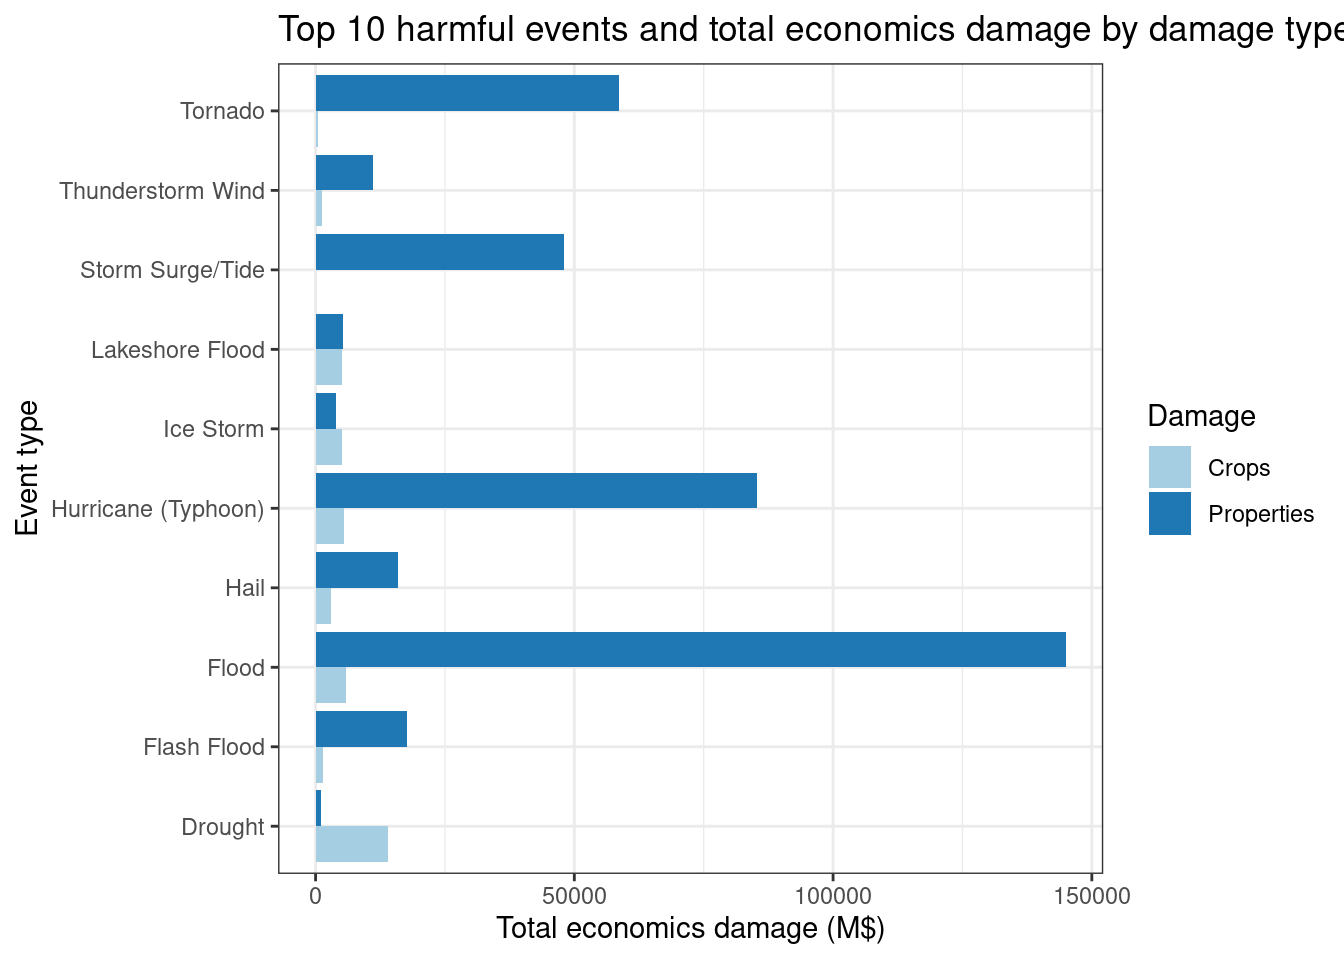 Top 10 harmful events and total economics damage by damage type
Tornado
Thunderstorm Wind
Storm Surge/Tide
Lakeshore Flood
Ice Storm
Hurricane (Typhoon)
Hail
Flood
Flash Flood
Drought
Event type
0 50000 100000 150000
Total economics damage (M$)
Damage
Crops
Properties